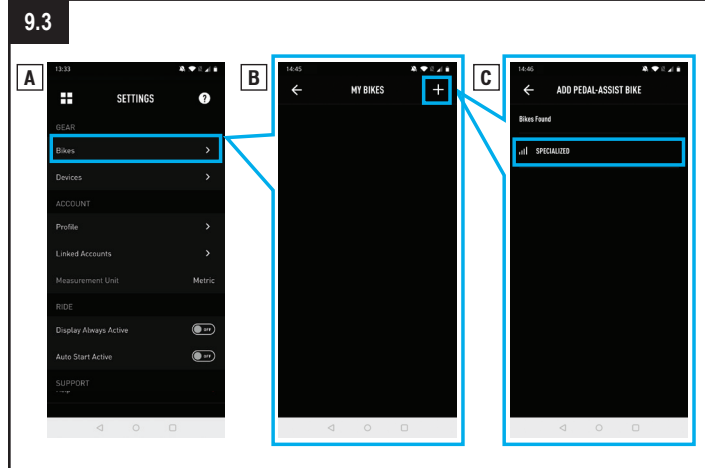 9.3
A
13:33
SETTINGS
?
GEAR
Bikes
Devices
ACCOUNT
Profile
Linked Accounts
Measurement Unit Metric
RIDE
Display Always Active OFF
Auto Start Active OFF
SUPPORT
B
14:45
MY BIKES
C
14:46
ADD PEDAL-ASSIST BIKE
Bikes Found
SPECIALIZED